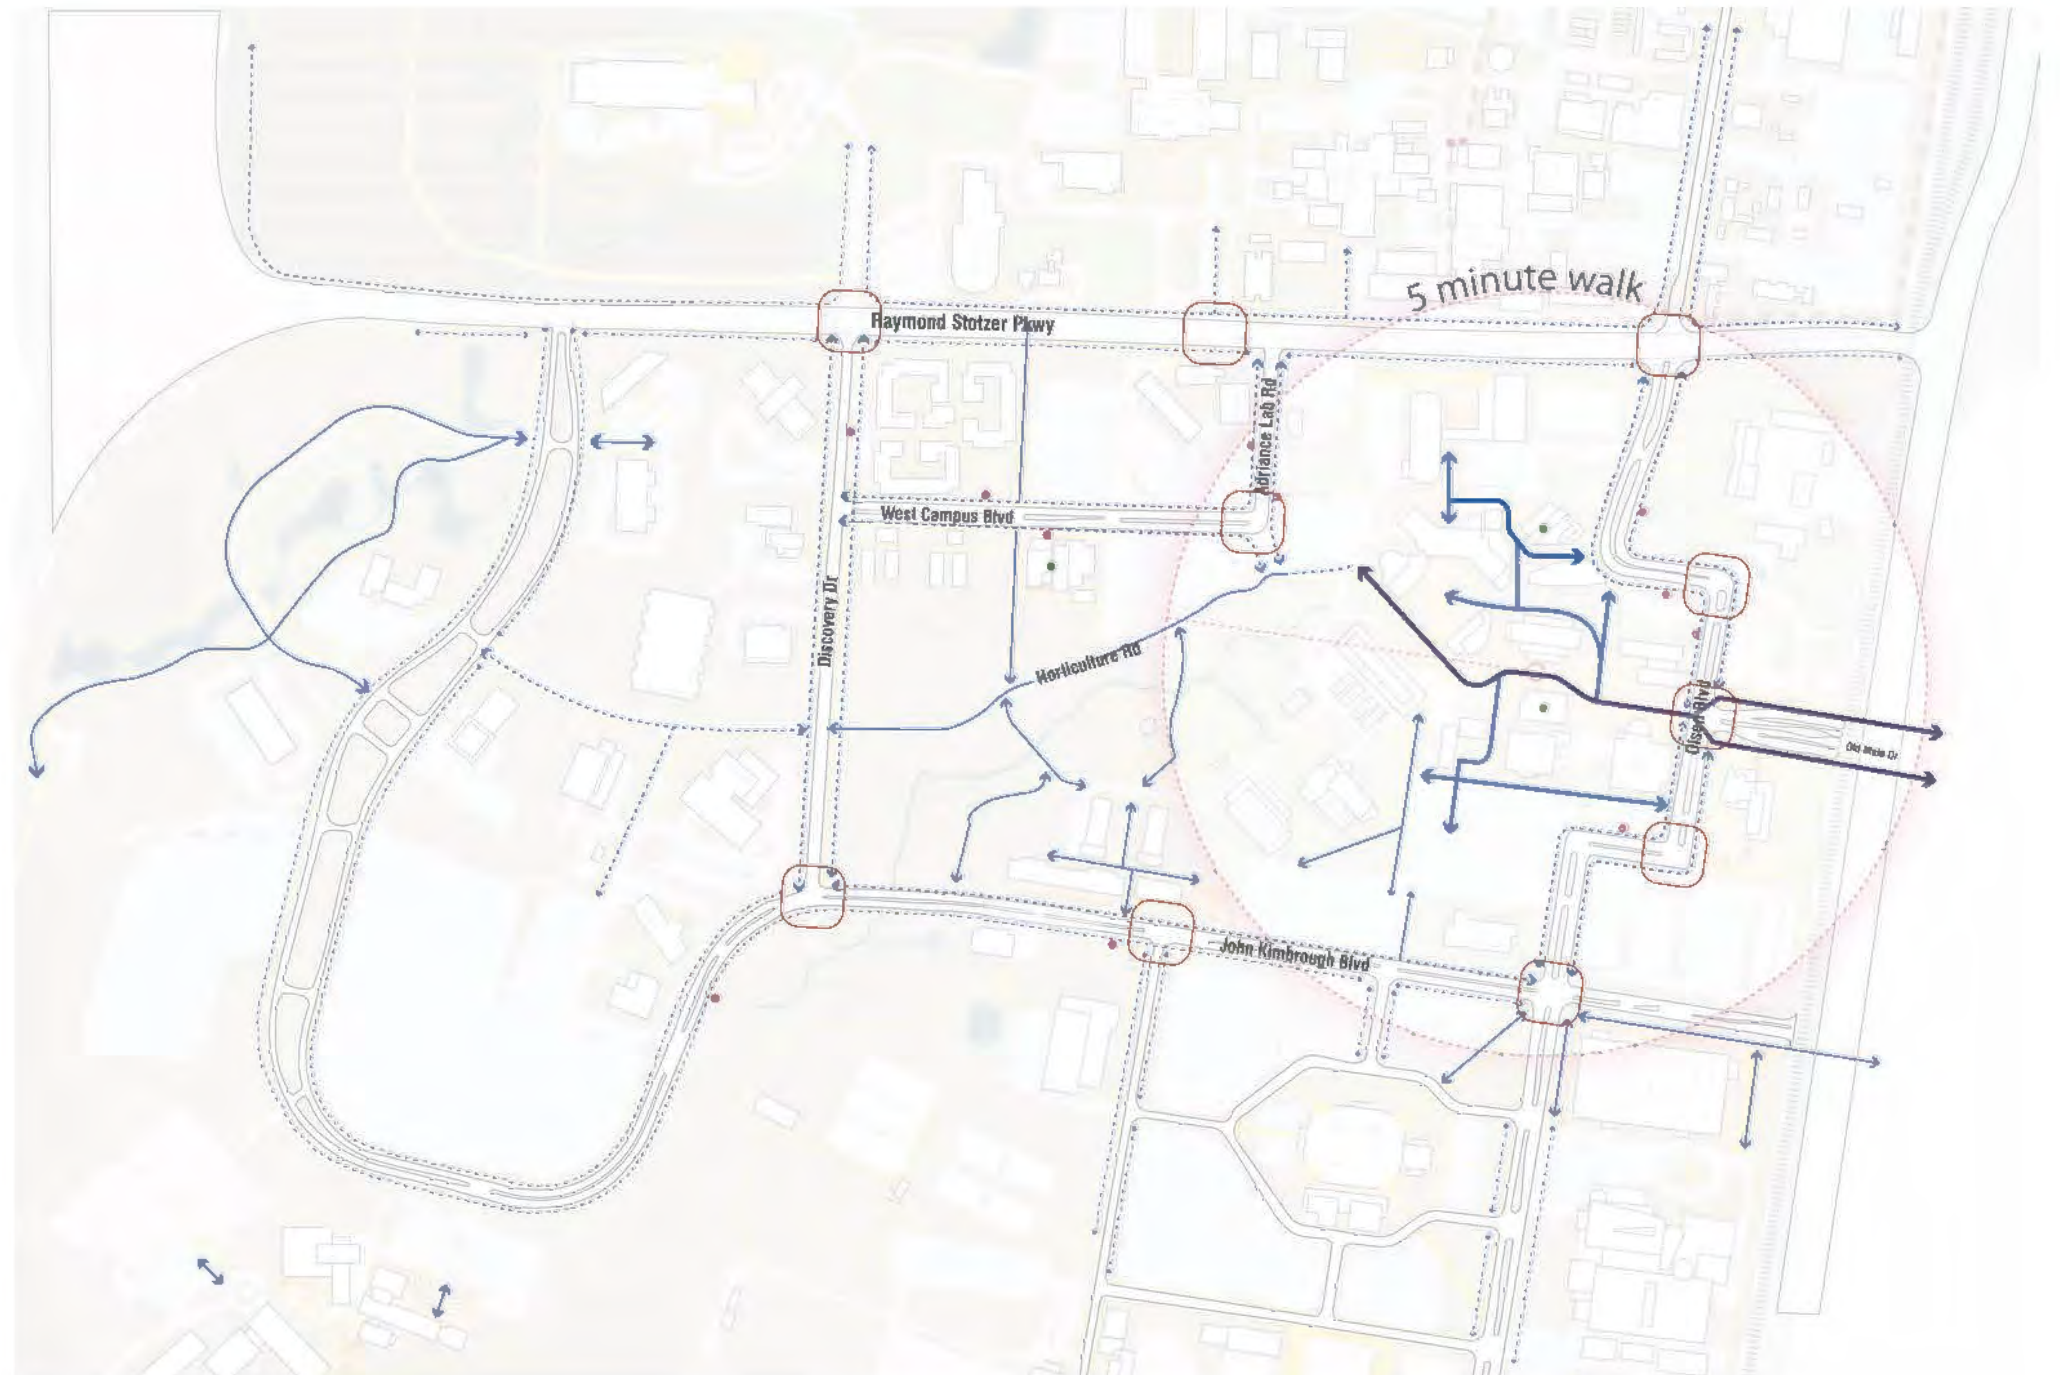 5 minute walk
Raymond Stotzer Pkwy
Adriance Lab Rd
West Campus Blvd
Discovery Dr
Horticulture Rd
Olsen Blvd
Old Main Dr
John Kimbrough Blvd